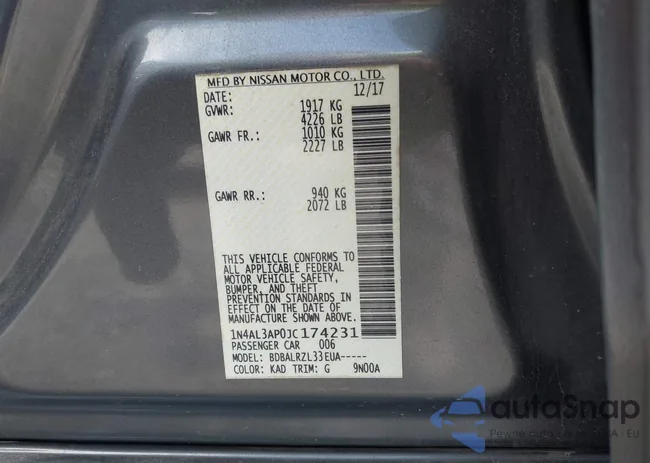 MFD BY NISSAN MOTOR CO., LTD.
DATE: 12/17
GVWR: 1917 KG
4226 LB
GAWR FR.: 1010 KG
2227 LB
GAWR RR.: 940 KG
2072 LB
THIS VEHICLE CONFORMS TO
ALL APPLICABLE FEDERAL
MOTOR VEHICLE SAFETY,
BUMPER, AND THEFT
PREVENTION STANDARDS IN
EFFECT ON THE DATE OF
MANUFACTURE SHOWN ABOVE.
1N4AL3AP0JC174231
PASSENGER CAR 006
MODEL: BDBALRZL33EUA-----
COLOR: KAD TRIM: G 9N00A
autoSnap
Pewne auto